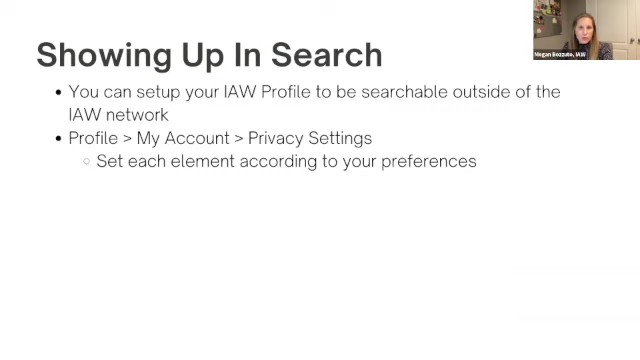 Showing Up In Search
• You can setup your IAW Profile to be searchable outside of the
IAW network
• Profile > My Account > Privacy Settings
○ Set each element according to your preferences
Megan Bozzuto, IAW